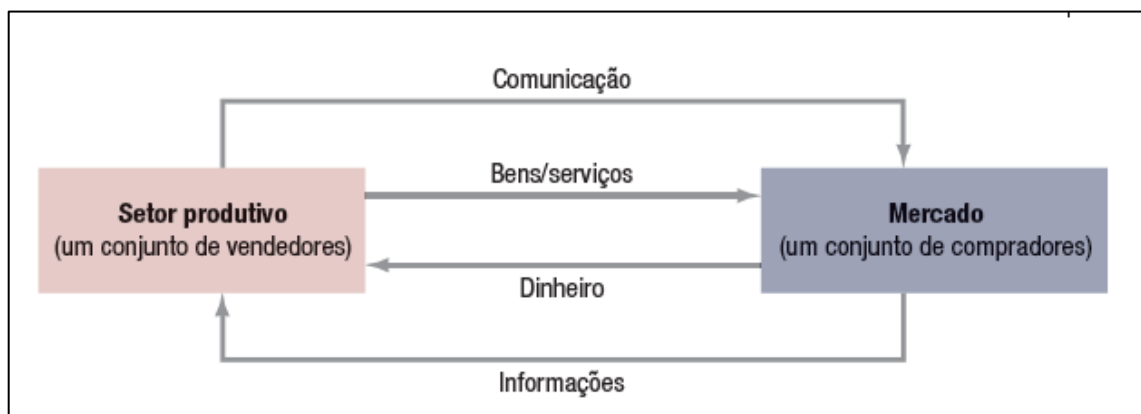 Comunicação
Bens/serviços
Setor produtivo
(um conjunto de vendedores)
Mercado
(um conjunto de compradores)
Dinheiro
Informações